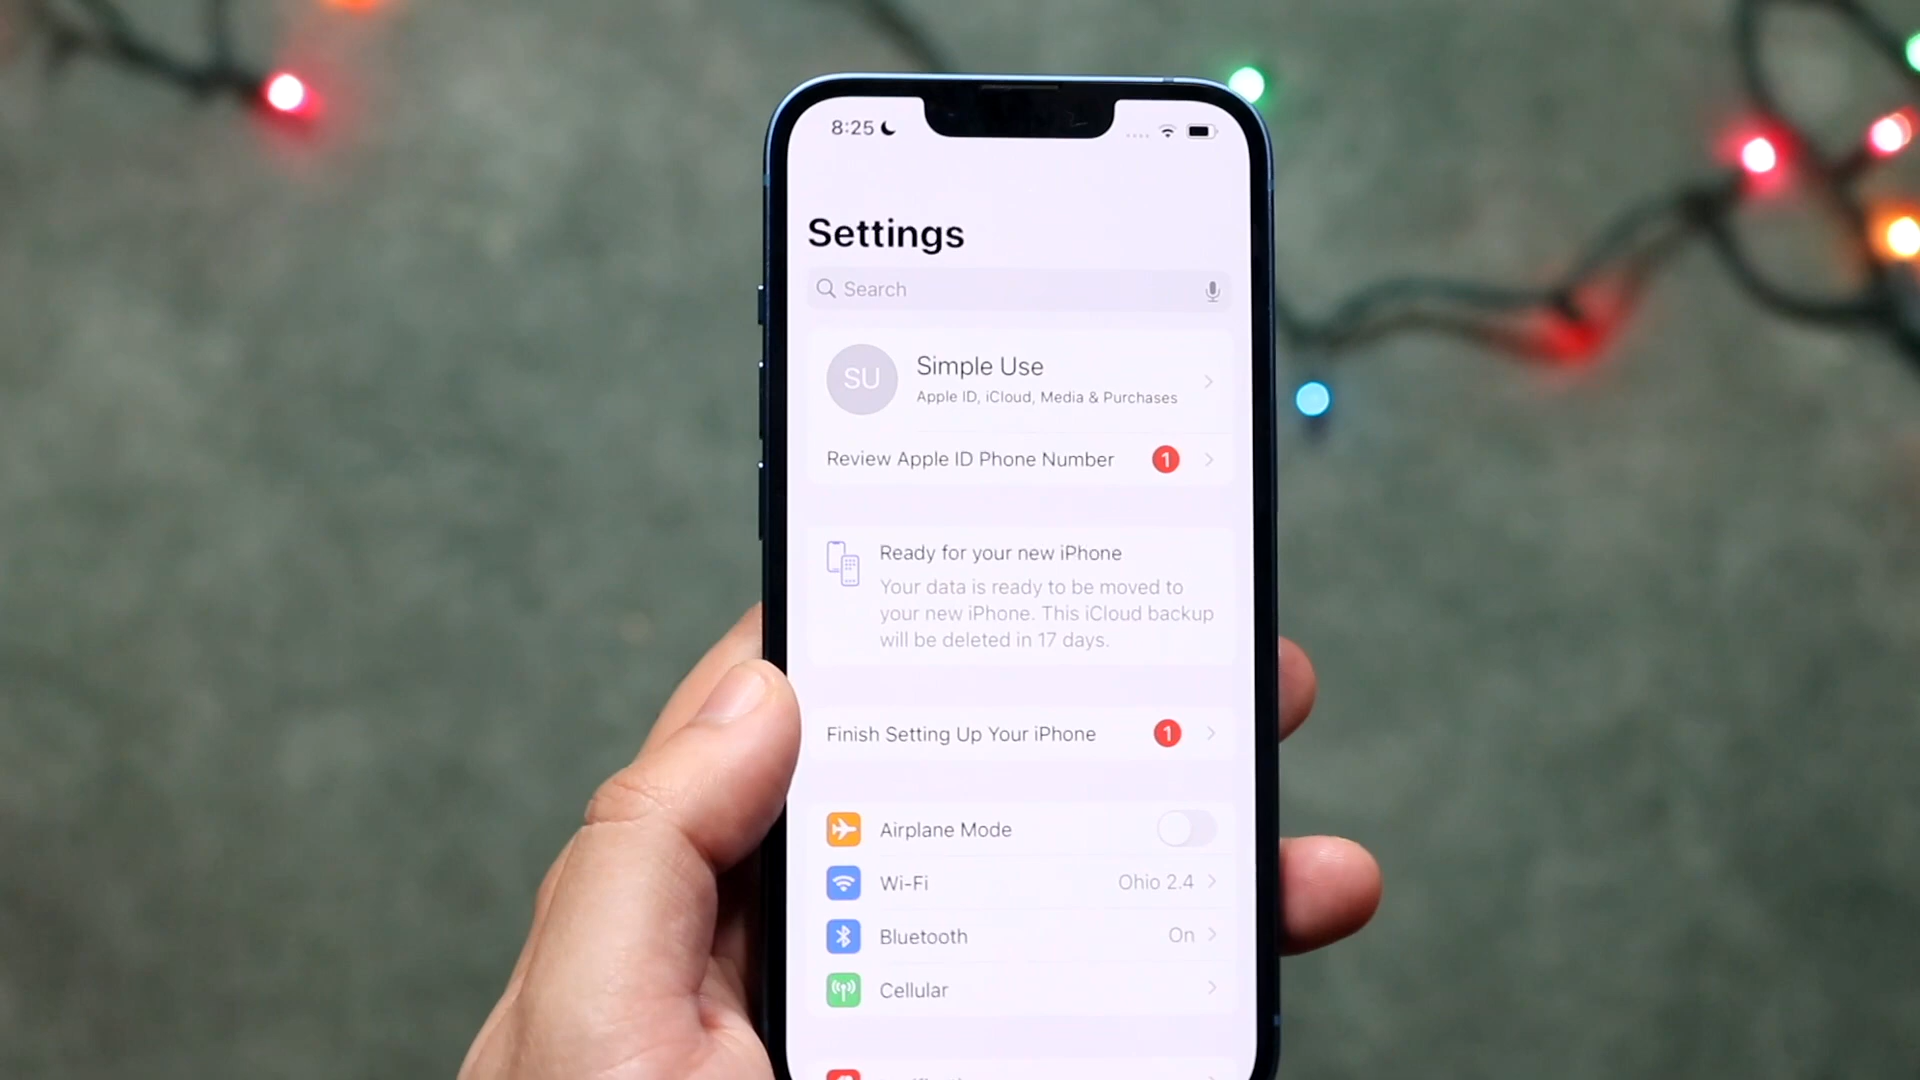 8:25
Settings
Search
SU
Simple Use
Apple ID, iCloud, Media & Purchases
Review Apple ID Phone Number 1
Ready for your new iPhone
Your data is ready to be moved to
your new iPhone. This iCloud backup
will be deleted in 17 days.
Finish Setting Up Your iPhone 1
Airplane Mode
Wi-Fi Ohio 2.4
Bluetooth On
Cellular